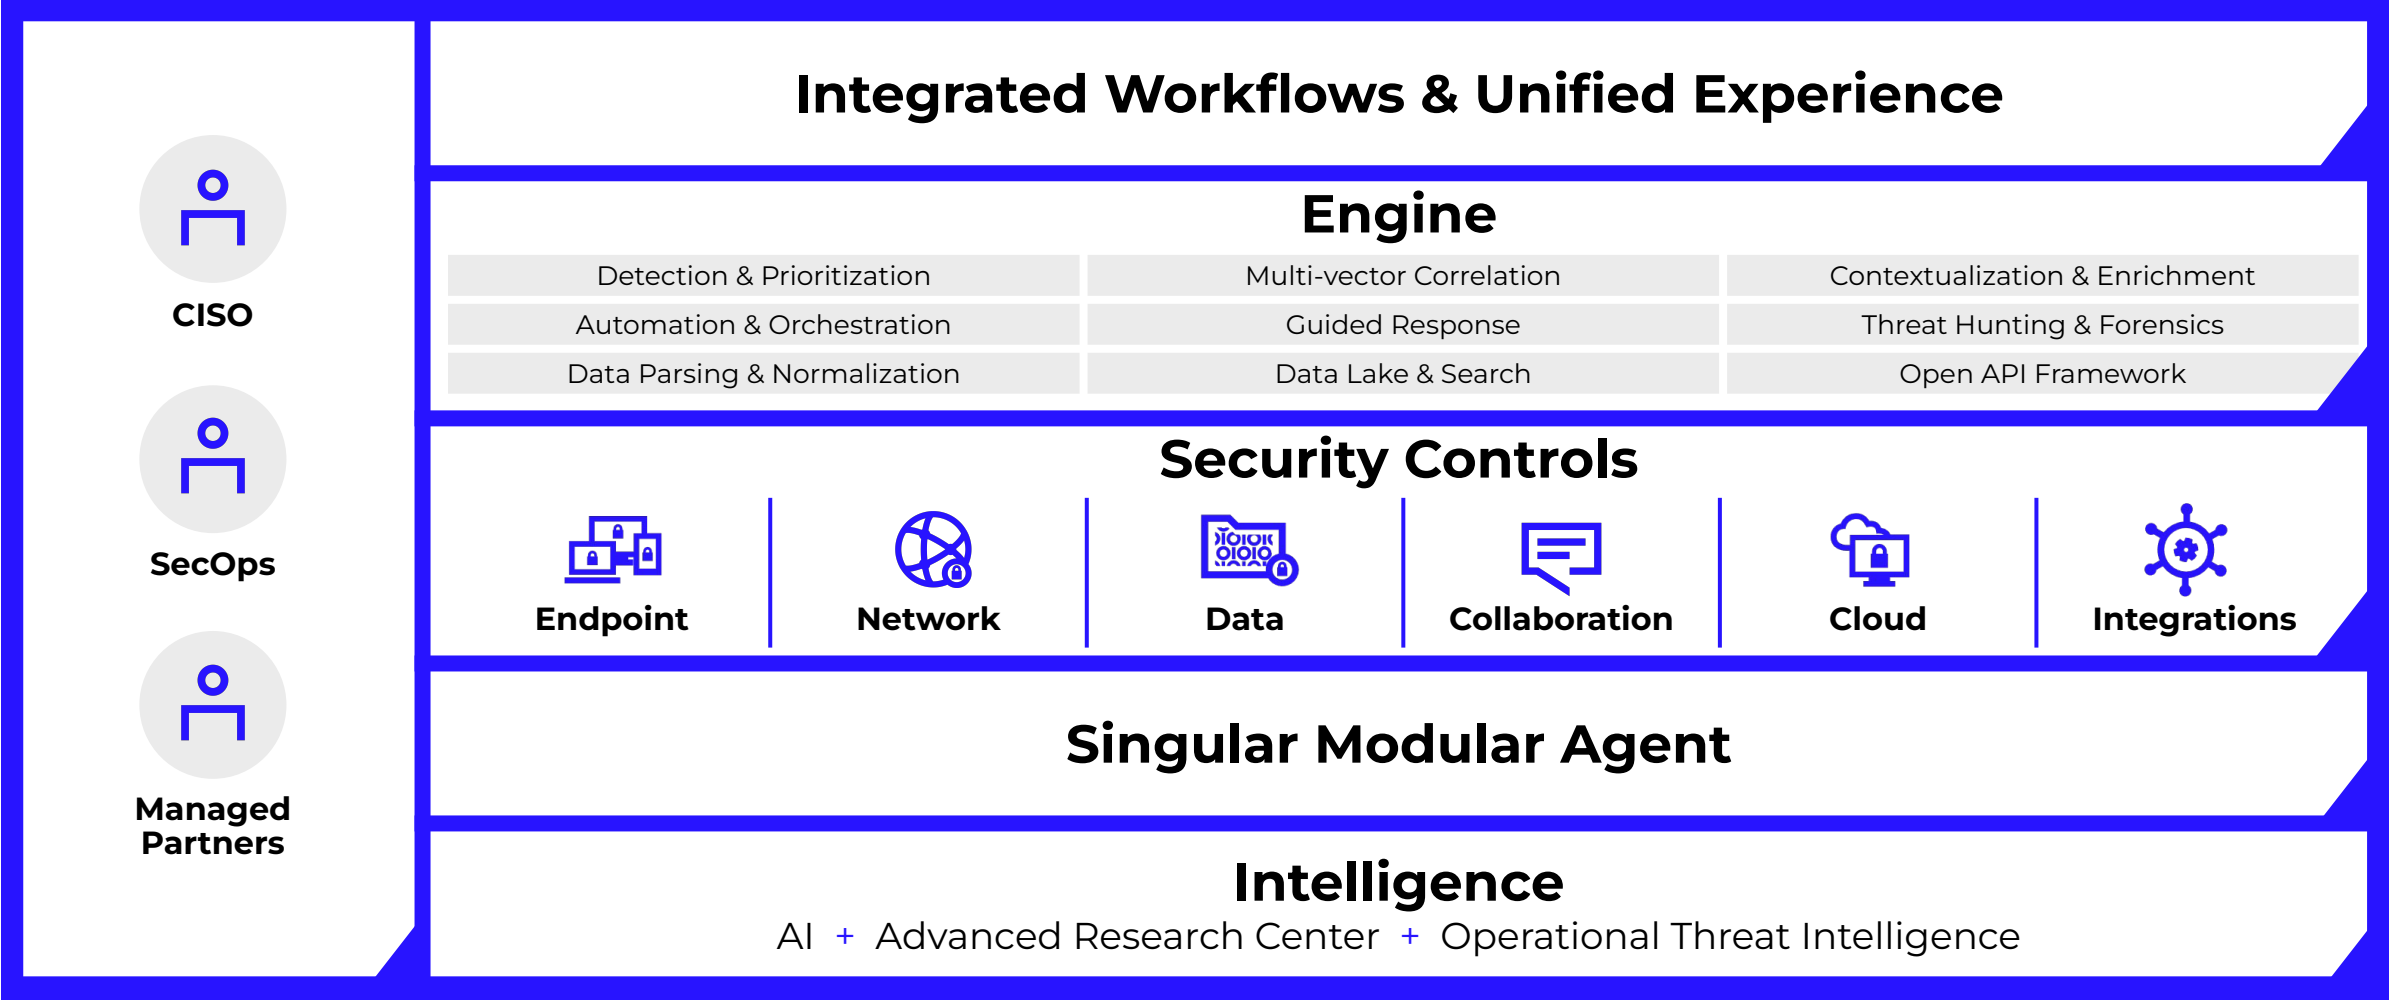 CISO
SecOps
Managed
Partners
Integrated Workflows & Unified Experience
Engine
Detection & Prioritization
Multi-vector Correlation
Contextualization & Enrichment
Automation & Orchestration
Guided Response
Threat Hunting & Forensics
Data Parsing & Normalization
Data Lake & Search
Open API Framework
Security Controls
Endpoint
Network
Data
Collaboration
Cloud
Integrations
Singular Modular Agent
Intelligence
AI + Advanced Research Center + Operational Threat Intelligence